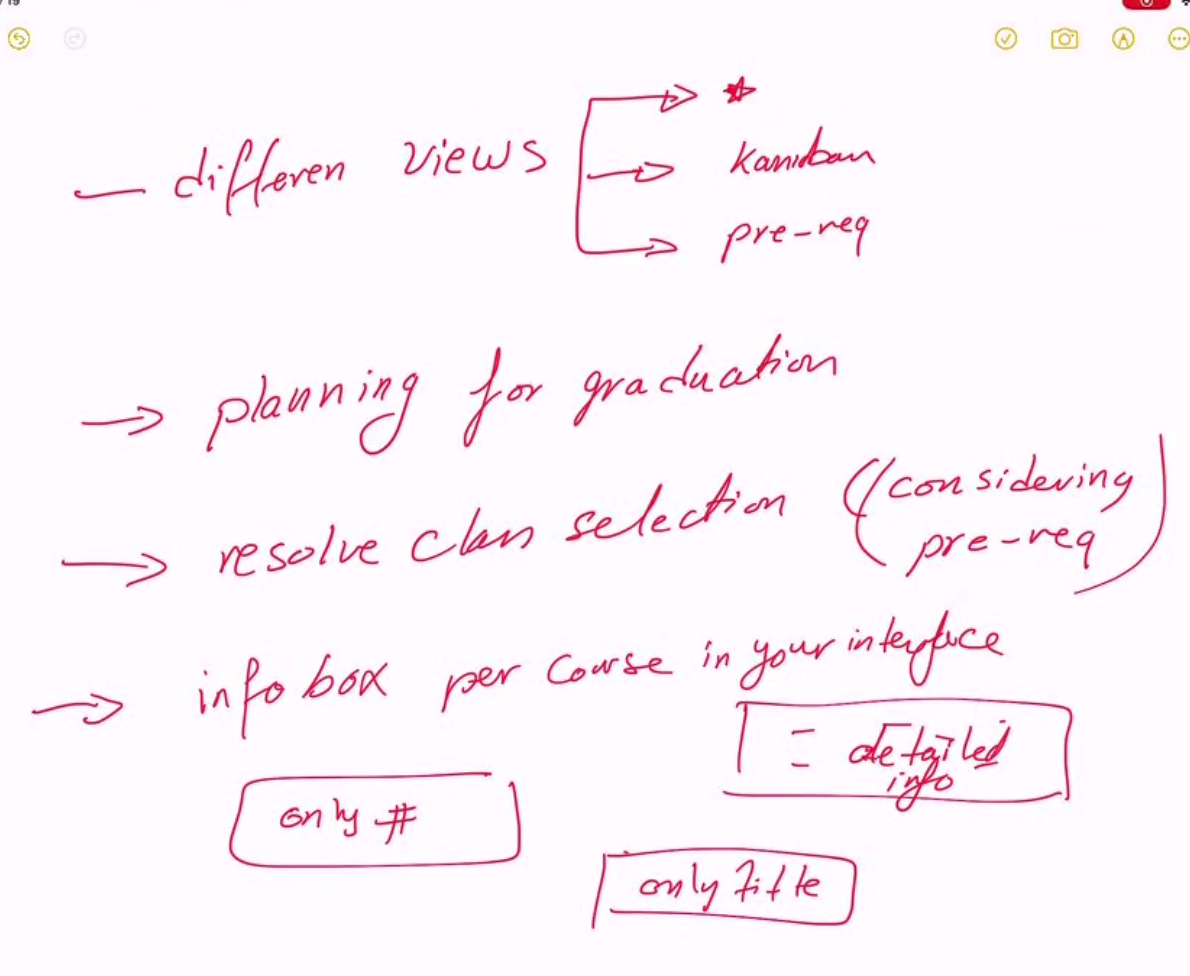 19
— differen views
→ ★
→ kanban
→ pre-req
→ planning for graduation
→ resolve class selection (considering
pre-req)
→ info box per course in your interface
= detailed
info
only #
only title